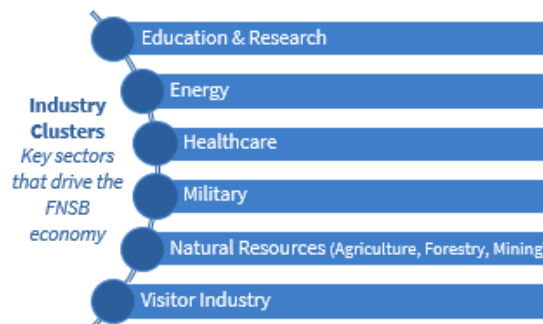 Industry
Clusters
Key sectors
that drive the
FNSB
economy
Education & Research
Energy
Healthcare
Military
Natural Resources (Agriculture, Forestry, Mining
Visitor Industry